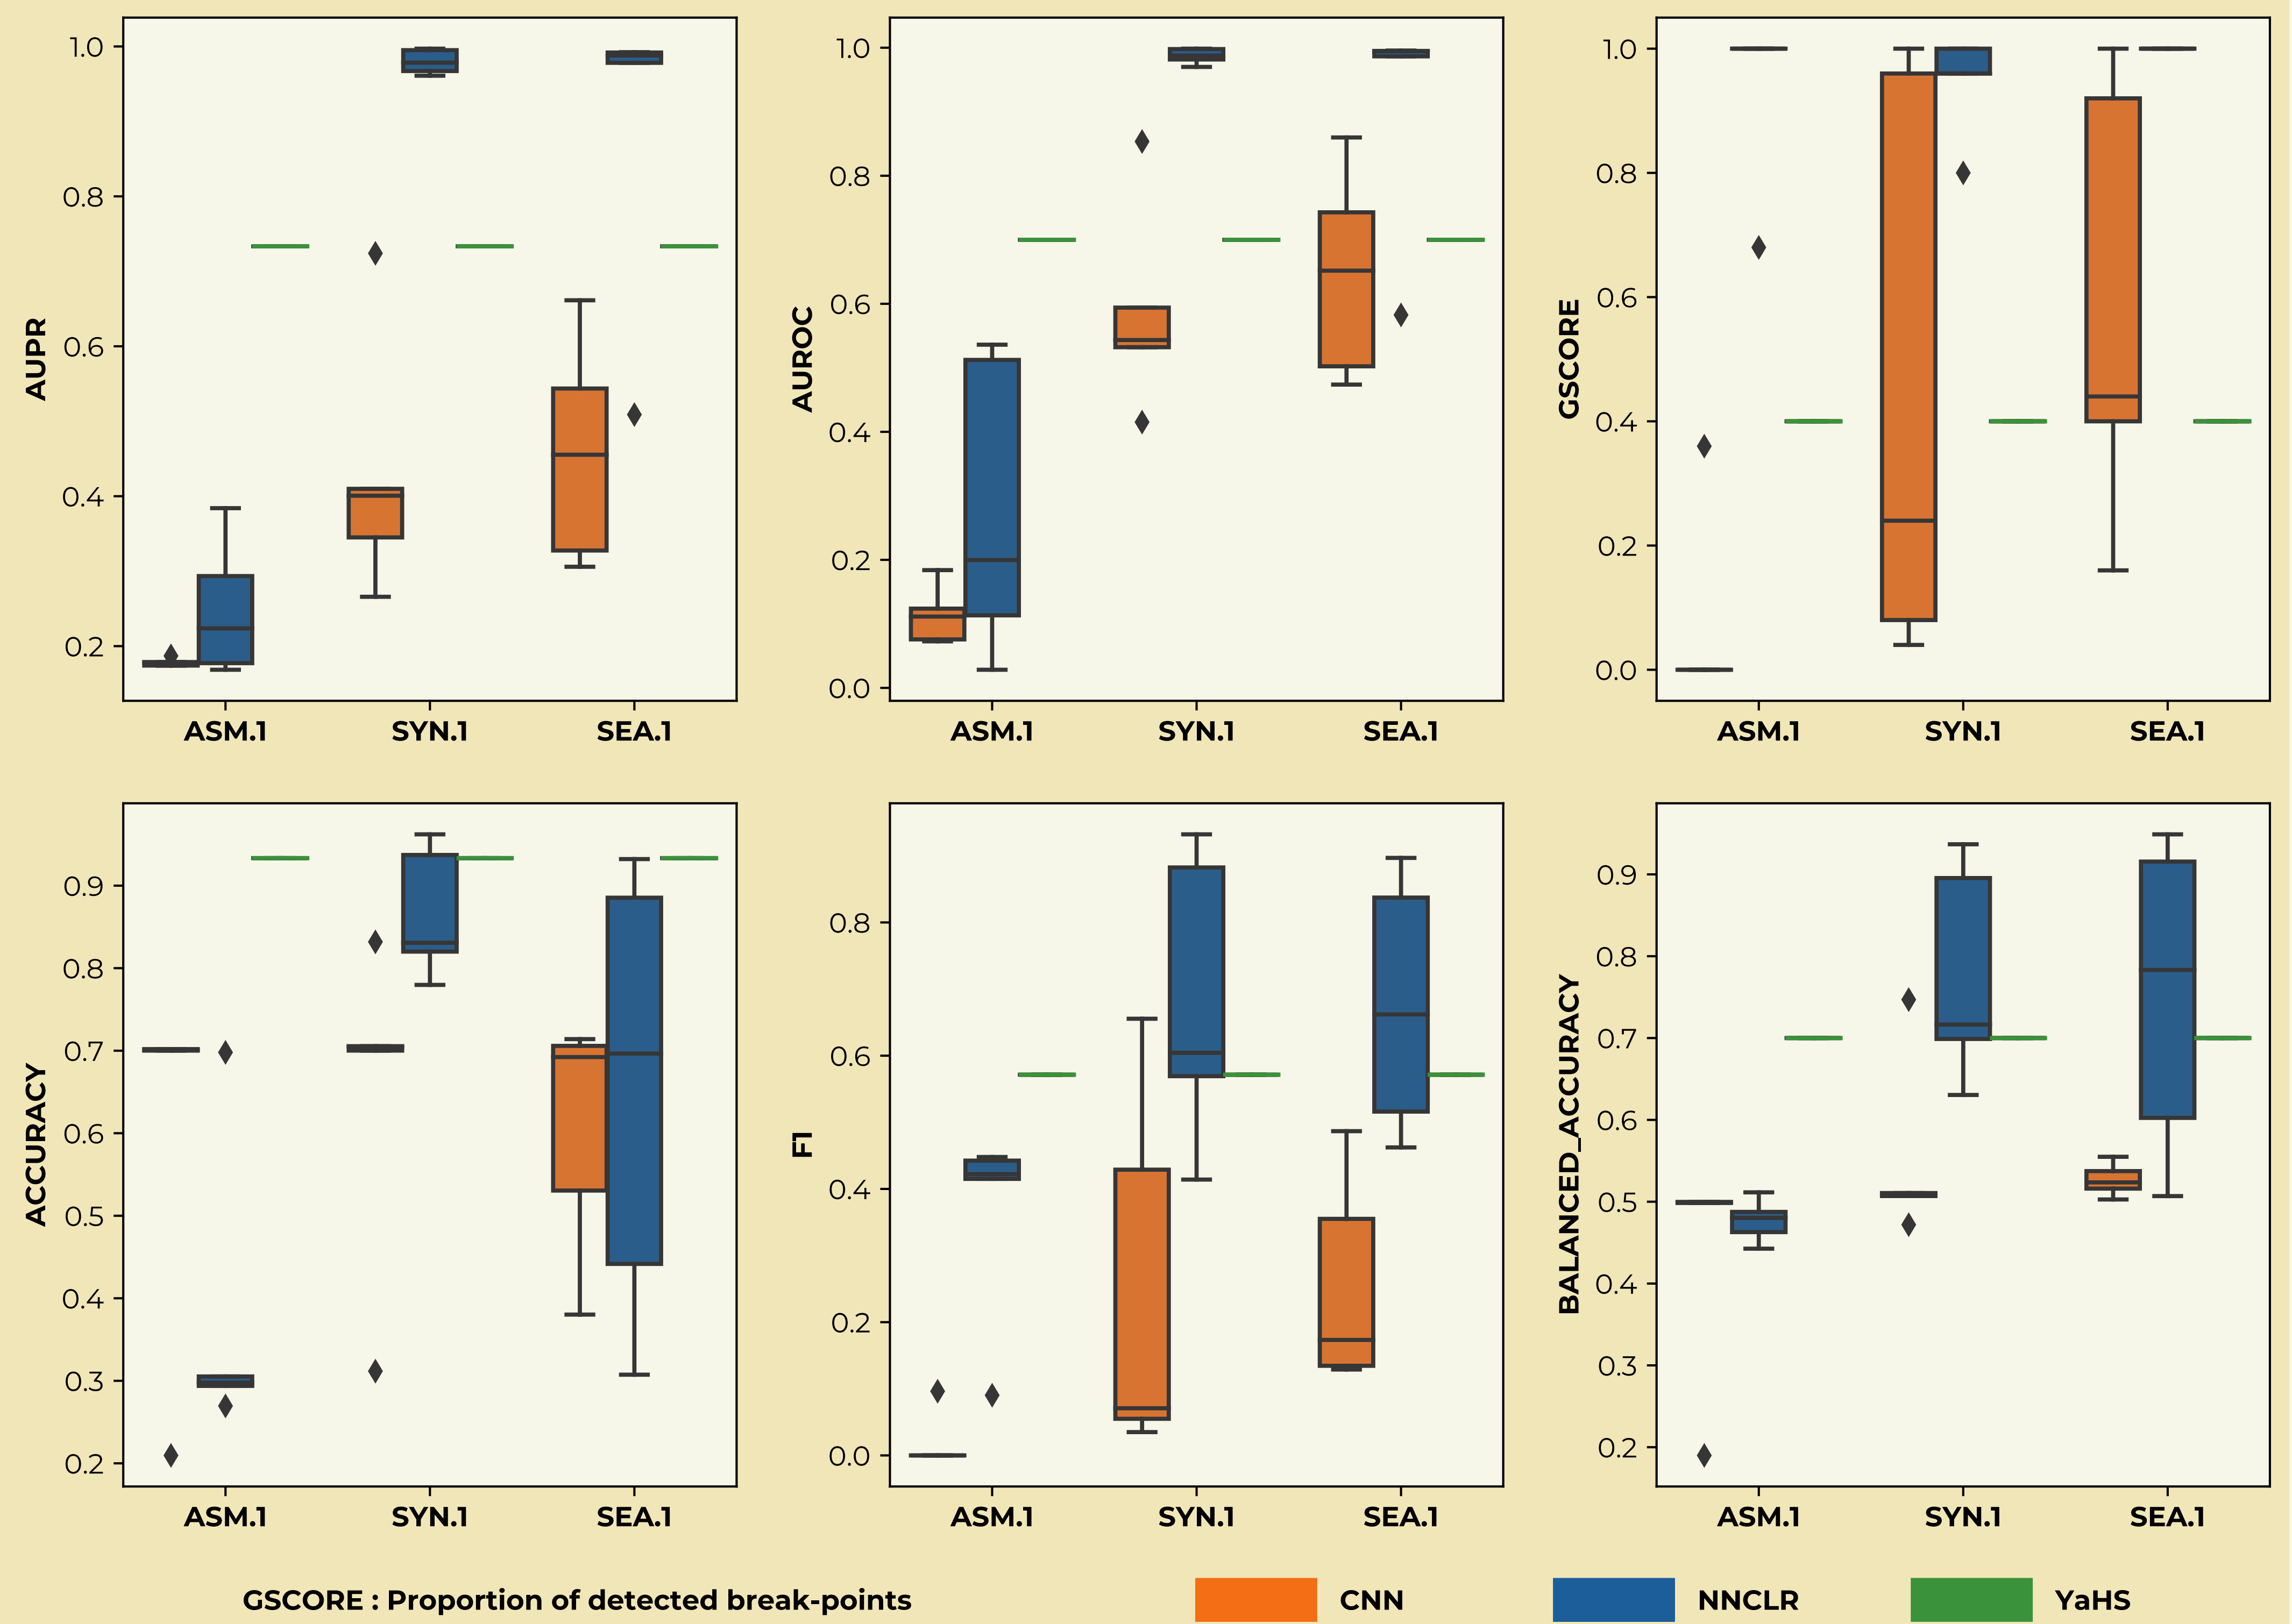 AUPR
1.0
0.8
0.6
0.4
0.2
ASM.1 SYN.1 SEA.1
AUROC
1.0
0.8
0.6
0.4
0.2
0.0
ASM.1 SYN.1 SEA.1
GSCORE
1.0
0.8
0.6
0.4
0.2
0.0
ASM.1 SYN.1 SEA.1
ACCURACY
0.9
0.8
0.7
0.6
0.5
0.4
0.3
0.2
ASM.1 SYN.1 SEA.1
F1
0.8
0.6
0.4
0.2
0.0
ASM.1 SYN.1 SEA.1
BALANCED_ACCURACY
0.9
0.8
0.7
0.6
0.5
0.4
0.3
0.2
ASM.1 SYN.1 SEA.1
GSCORE : Proportion of detected break-points
CNN NNCLR YaHS